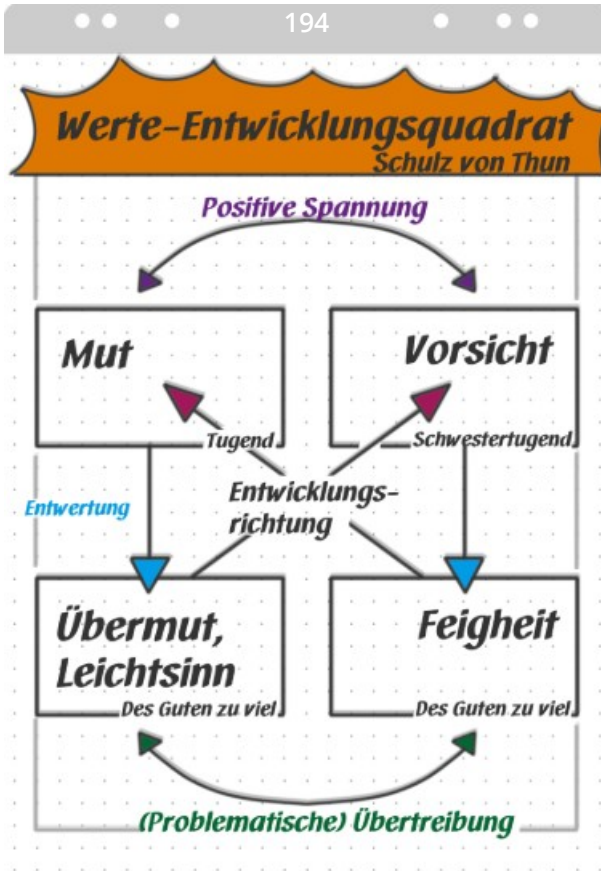 194
Werte-Entwicklungsquadrat
Schulz von Thun
Positive Spannung
Mut
Vorsicht
Tugend
Schwestertugend
Entwertung
Entwicklungs-
richtung
Übermut,
Leichtsinn
Feigheit
Des Guten zu viel
Des Guten zu viel
(Problematische) Übertreibung